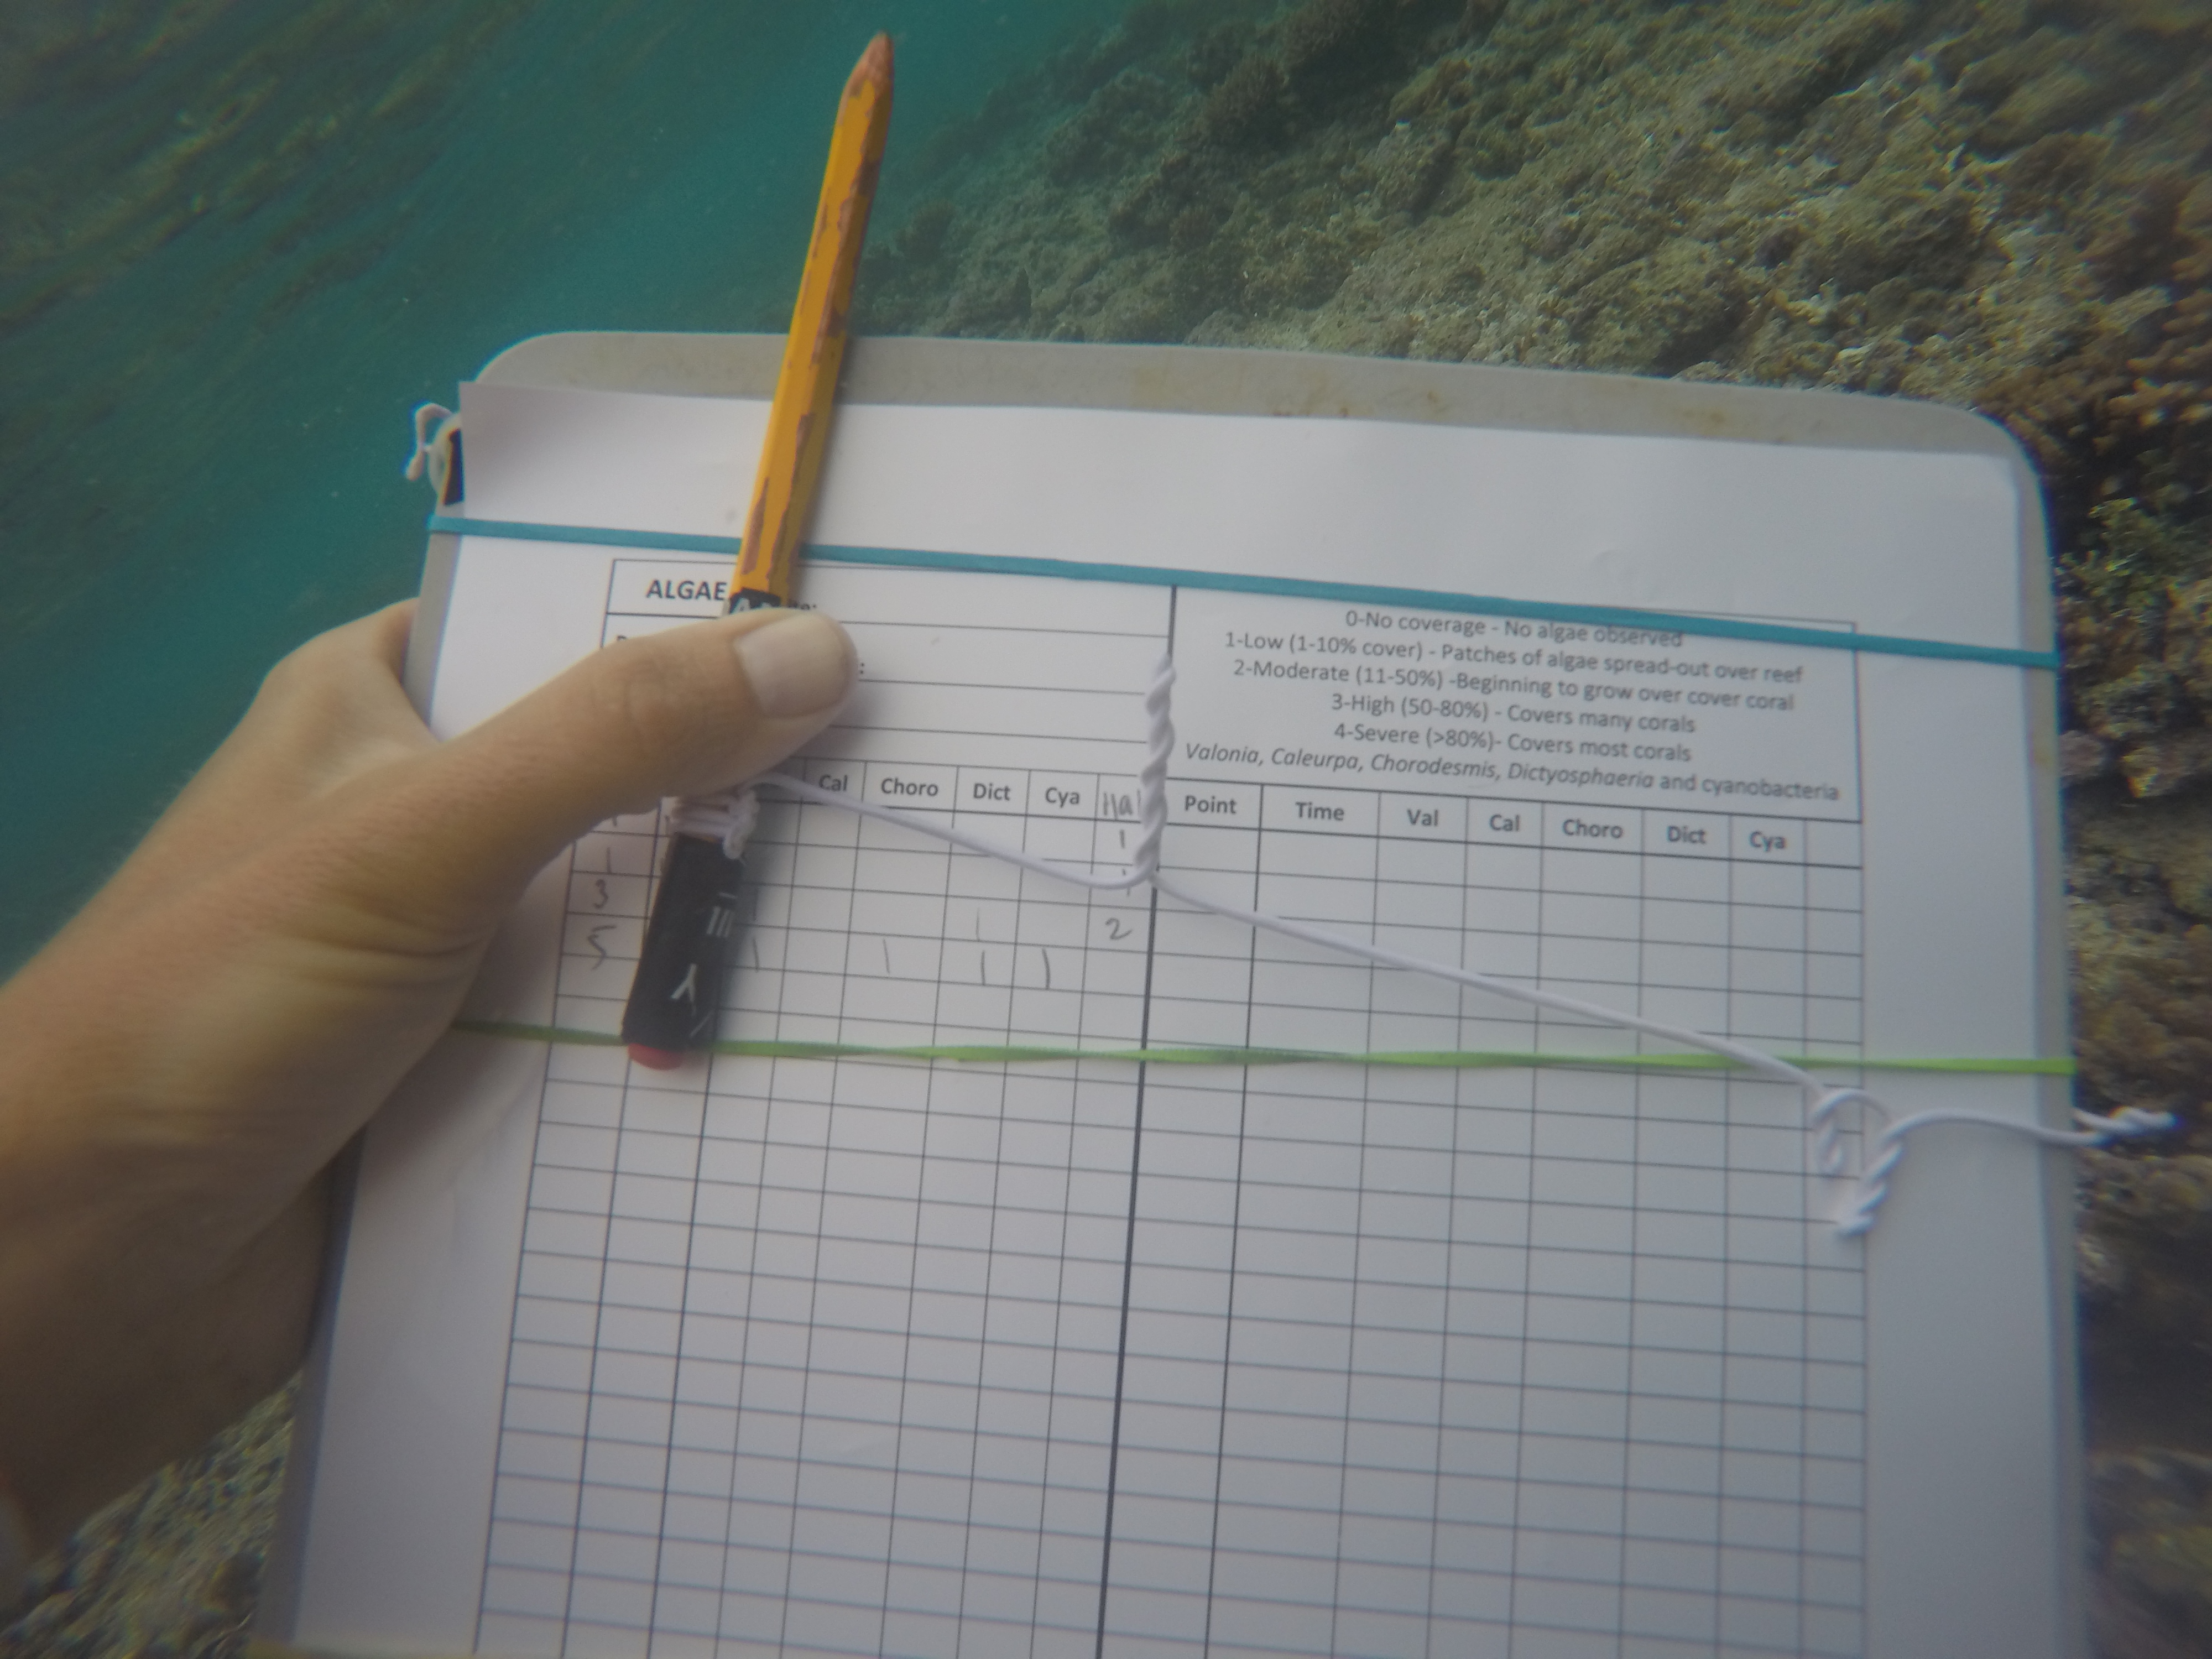 ALGAE
0-No coverage - No algae observed
1-Low (1-10% cover) - Patches of algae spread-out over reef
2-Moderate (11-50%) -Beginning to grow over cover coral
3-High (50-80%) - Covers many corals
4-Severe (>80%)- Covers most corals
Valonia, Caleurpa, Chorodesmis, Dictyosphaeria and cyanobacteria
Cal Choro Dict Cya Hal Point Time Val Cal Choro Dict Cya
1
1
3
1 2
5 1 1 1 1